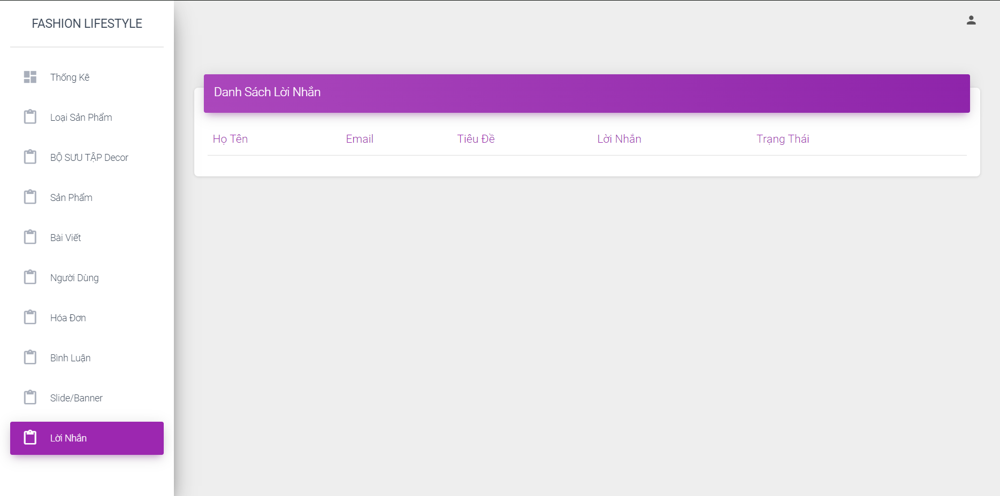 FASHION LIFESTYLE
Thống Kê
Loại Sản Phẩm
BỘ SƯU TẬP Decor
Sản Phẩm
Bài Viết
Người Dùng
Hóa Đơn
Bình Luận
Slide/Banner
Lời Nhắn
Danh Sách Lời Nhắn
Họ Tên Email Tiêu Đề Lời Nhắn Trạng Thái